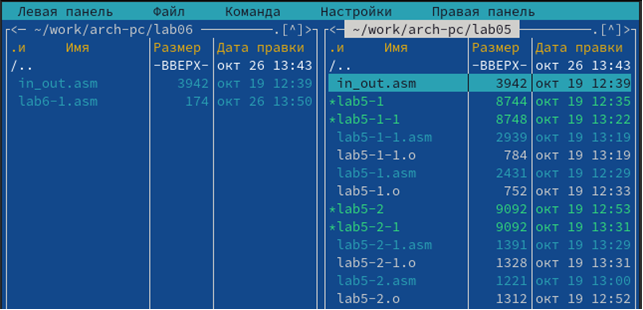 Левая панель Файл Команда Настройки Правая панель
<— ~/work/arch-pc/lab06 .[^]>
.и Имя Размер Дата правки
/.. -ВВЕРХ- окт 26 13:43
in_out.asm 3942 окт 19 12:39
lab6-1.asm 174 окт 26 13:50
<— ~/work/arch-pc/lab05 .[^]>
.и Имя Размер Дата правки
/.. -ВВЕРХ- окт 26 13:43
in_out.asm 3942 окт 19 12:39
*lab5-1 8744 окт 19 12:35
*lab5-1-1 8748 окт 19 13:22
lab5-1-1.asm 2939 окт 19 13:19
lab5-1-1.o 784 окт 19 13:19
lab5-1.asm 2431 окт 19 12:29
lab5-1.o 752 окт 19 12:33
*lab5-2 9092 окт 19 12:53
*lab5-2-1 9092 окт 19 13:31
lab5-2-1.asm 1391 окт 19 13:29
lab5-2-1.o 1328 окт 19 13:31
lab5-2.asm 1221 окт 19 13:00
lab5-2.o 1312 окт 19 12:52